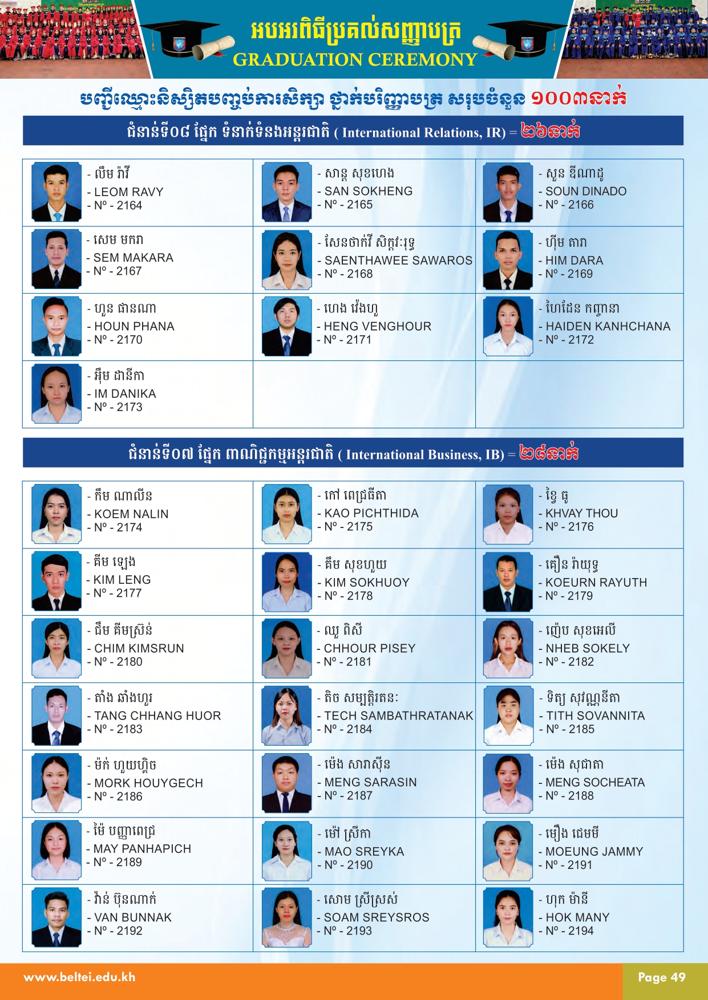 អបអរពិធីប្រគល់សញ្ញាបត្រ
GRADUATION CEREMONY
បញ្ជីឈ្មោះនិស្សិតបញ្ចប់ការសិក្សា ថ្នាក់បរិញ្ញាបត្រ សរុបចំនួន ១០០៣នាក់
ជំនាន់ទី០៨ ផ្នែក ទំនាក់ទំនងអន្តរជាតិ ( International Relations, IR) = ២៦នាក់
- លឹម រ៉ាវី
- LEOM RAVY
- Nº - 2164
- សាន្ត សុខហេង
- SAN SOKHENG
- Nº - 2165
- សួន ឌីណាដូ
- SOUN DINADO
- Nº - 2166
- សេម មករា
- SEM MAKARA
- Nº - 2167
- សែនថាក់វី
- SAENTHAWEE SAWAROS
- Nº - 2168
- ហ៊ីម តារា
- HIM DARA
- Nº - 2169
- ហួន ផានណា
- HOUN PHANA
- Nº - 2170
- ហេង វ៉េងហួ
- HENG VENGHOUR
- Nº - 2171
- ហៃដែន កញ្ចានា
- HAIDEN KANHCHANA
- Nº - 2172
- អ៊ឹម ដានីកា
- IM DANIKA
- Nº - 2173
ជំនាន់ទី០៧ ផ្នែក ពាណិជ្ជកម្មអន្តរជាតិ ( International Business, IB) = ២៨នាក់
- កឹម ណាលីន
- KOEM NALIN
- Nº - 2174
- កៅ ពេជ្រធីតា
- KAO PICHTHIDA
- Nº - 2175
- ខ្វៃ ធូ
- KHVAY THOU
- Nº - 2176
- គីម ឡេង
- KIM LENG
- Nº - 2177
- គឹម សុខហួយ
- KIM SOKHUOY
- Nº - 2178
- គឿន រ៉ាយុទ្ធ
- KOEURN RAYUTH
- Nº - 2179
- ជឹម គីមស្រ៊ន់
- CHIM KIMSRUN
- Nº - 2180
- ឈូ ពិសី
- CHHOUR PISEY
- Nº - 2181
- ញ៉េប សុខអេលី
- NHEB SOKELY
- Nº - 2182
- តាំង ឆាំងហួរ
- TANG CHHANG HUOR
- Nº - 2183
- តិច សម្បត្តិរតនៈ
- TECH SAMBATHRATANAK
- Nº - 2184
- ទិត្យ សុវណ្ណនីតា
- TITH SOVANNITA
- Nº - 2185
- ម៉ក់ ហួយហ្គិច
- MORK HOUYGECH
- Nº - 2186
- ម៉េង សារាស៊ីន
- MENG SARASIN
- Nº - 2187
- ម៉េង សុជាតា
- MENG SOCHEATA
- Nº - 2188
- ម៉ៃ បញ្ញាពេជ្រ
- MAY PANHAPICH
- Nº - 2189
- ម៉ៅ ស្រីកា
- MAO SREYKA
- Nº - 2190
- មឿង ជេមមី
- MOEUNG JAMMY
- Nº - 2191
- វ៉ាន់ ប៊ុនណាក់
- VAN BUNNAK
- Nº - 2192
- សោម ស្រីស្រស់
- SOAM SREYSROS
- Nº - 2193
- ហុក ម៉ានី
- HOK MANY
- Nº - 2194
www.beltei.edu.kh
Page 49